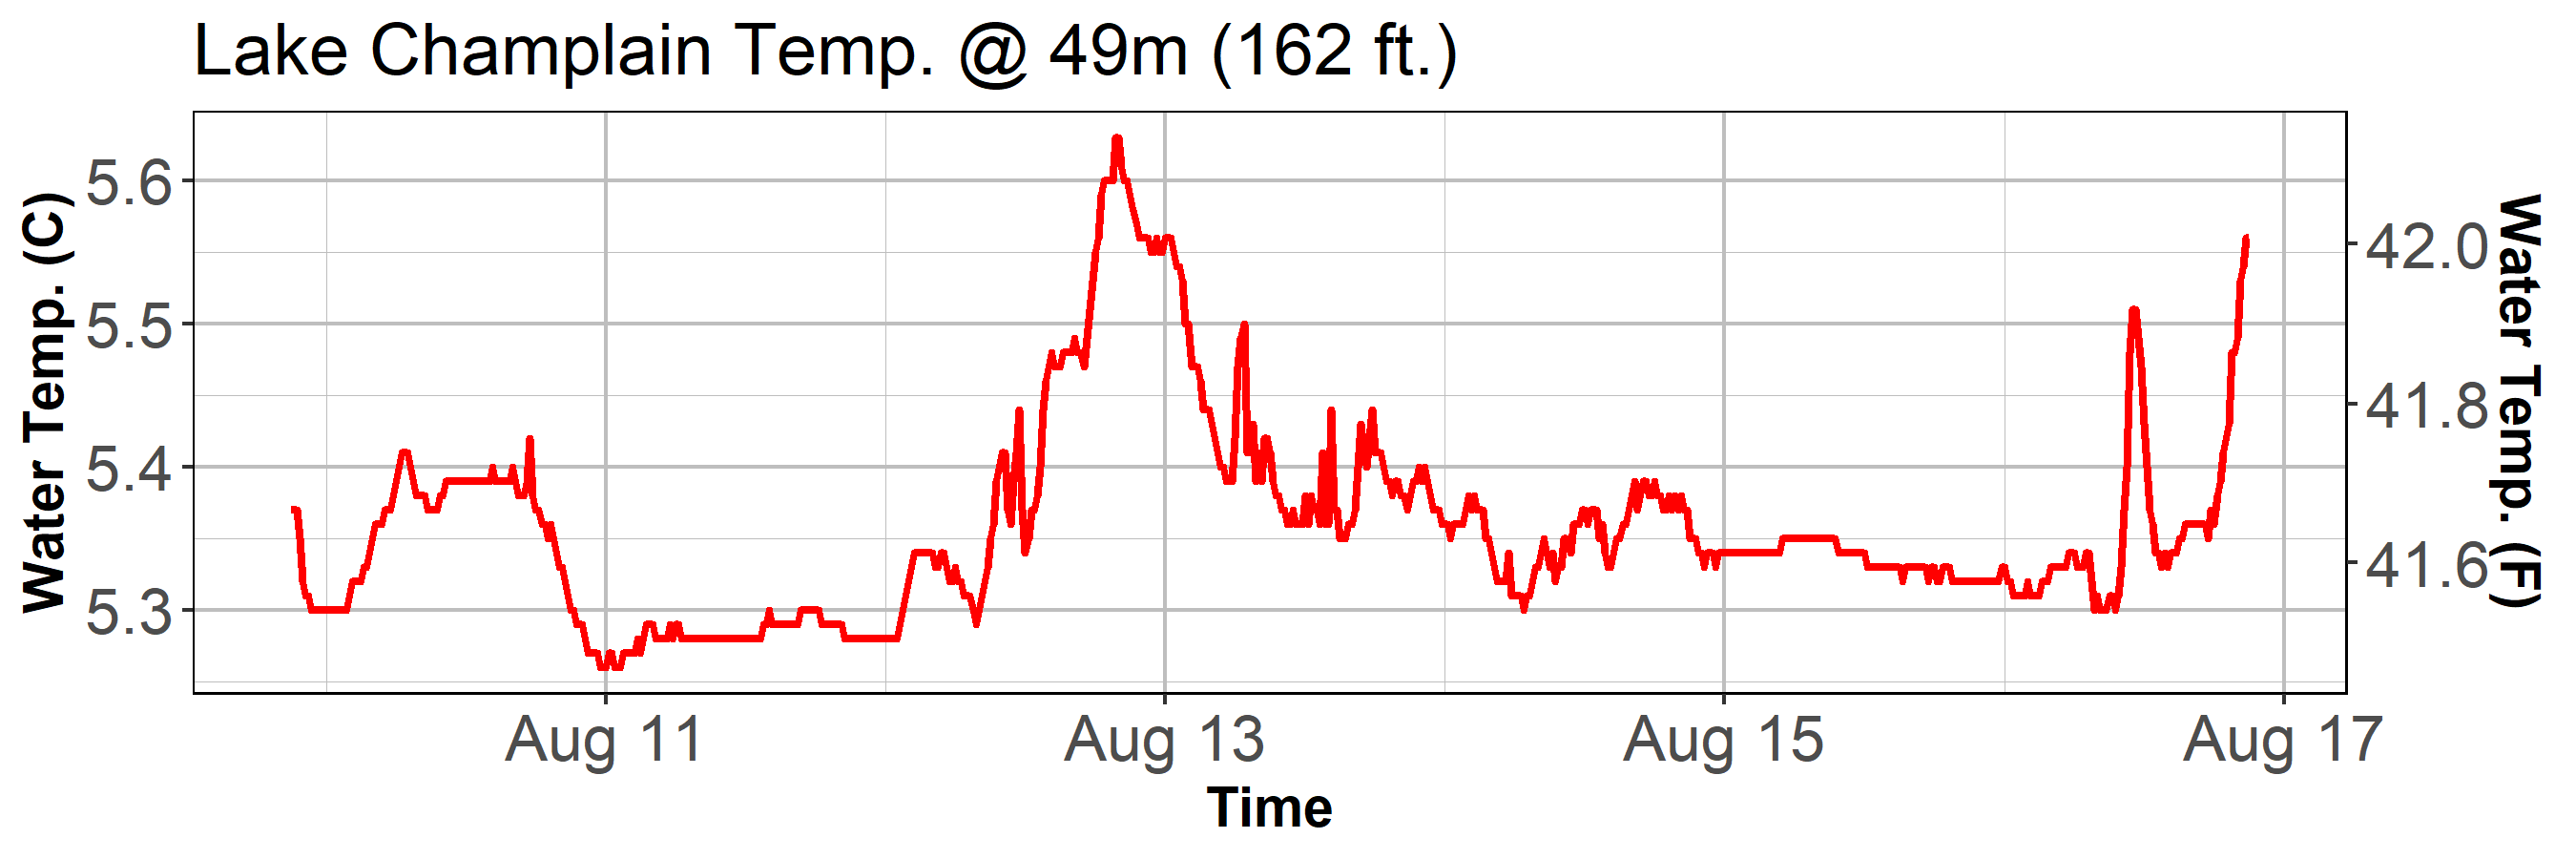 Lake Champlain Temp. @ 49m (162 ft.)
Water Temp. (C)
5.6
5.5
5.4
5.3
42.0
41.8
41.6
Water Temp. (F)
Aug 11 Aug 13 Aug 15 Aug 17
Time